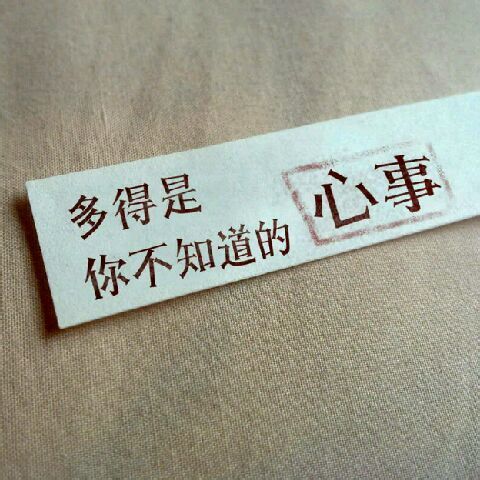 多得是
你不知道的
心事